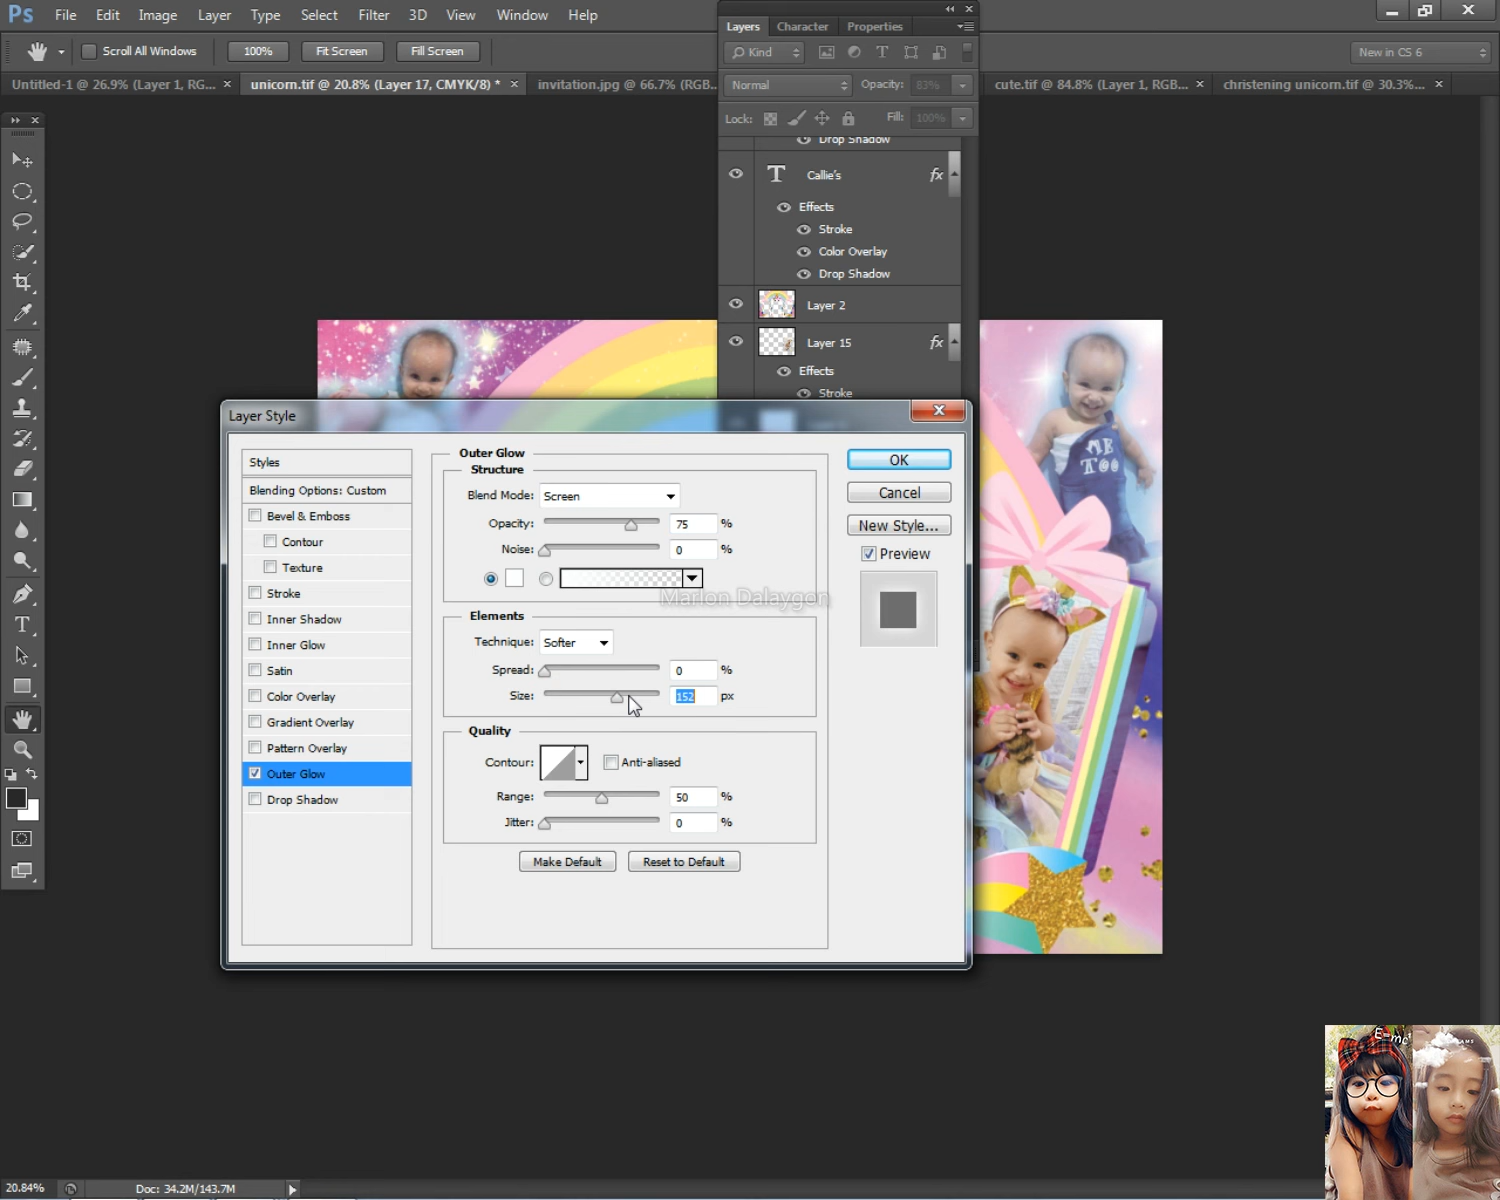 Ps File Edit Image Layer Type Select Filter 3D View Window Help
Scroll All Windows 100% Fit Screen Fill Screen New in CS 6
Untitled-1 @ 26.9% (Layer 1, RG... × unicorn.tif @ 20.8% (Layer 17, CMYK/8) * × invitation.jpg @ 66.7% (RGB... cute.tif @ 84.8% (Layer 1, RGB... × christening unicorn.tif @ 30.3%... ×
Layers Character Properties
Kind
Normal Opacity: 83%
Lock: Fill: 100%
Drop Shadow
T Callie's fx
Effects
Stroke
Color Overlay
Drop Shadow
Layer 2
Layer 15 fx
Effects
Stroke
ME
TOO
Layer Style
Styles
Blending Options: Custom
Bevel & Emboss
Contour
Texture
Stroke
Inner Shadow
Inner Glow
Satin
Color Overlay
Gradient Overlay
Pattern Overlay
Outer Glow
Drop Shadow
Outer Glow
Structure
Blend Mode: Screen
Opacity: 75 %
Noise: 0 %
Marlon Dalaygon
Elements
Technique: Softer
Spread: 0 %
Size: 152 px
Quality
Contour: Anti-aliased
Range: 50 %
Jitter: 0 %
Make Default Reset to Default
OK
Cancel
New Style...
Preview
E=mc²
20.84% Doc: 34.2M/143.7M